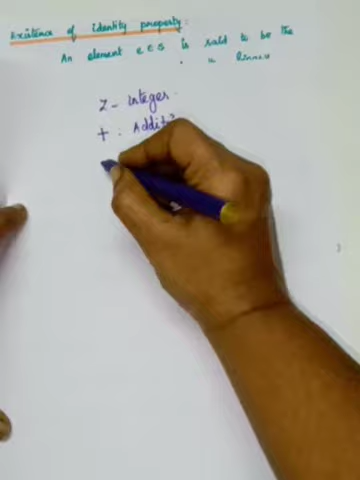 Existence of identity property:
An element e ∈ S is said to be the
Z - Integer.
+ : Addit